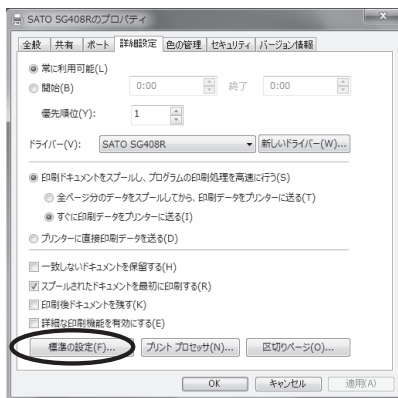 SATO SG408Rのプロパティ
全般 共有 ポート 詳細設定 色の管理 セキュリティ バージョン情報
常に利用可能(L)
開始(B) 0:00 終了 0:00
優先順位(Y): 1
ドライバー(V): SATO SG408R 新しいドライバー(W)...
印刷ドキュメントをスプールし、プログラムの印刷処理を高速に行う(S)
全ページ分のデータをスプールしてから、印刷データをプリンターに送る(T)
すぐに印刷データをプリンターに送る(I)
プリンターに直接印刷データを送る(D)
一致しないドキュメントを保留する(H)
スプールされたドキュメントを最初に印刷する(R)
印刷後ドキュメントを残す(K)
詳細な印刷機能を有効にする(E)
標準の設定(F)... プリント プロセッサ(N)... 区切りページ(O)...
OK キャンセル 適用(A)